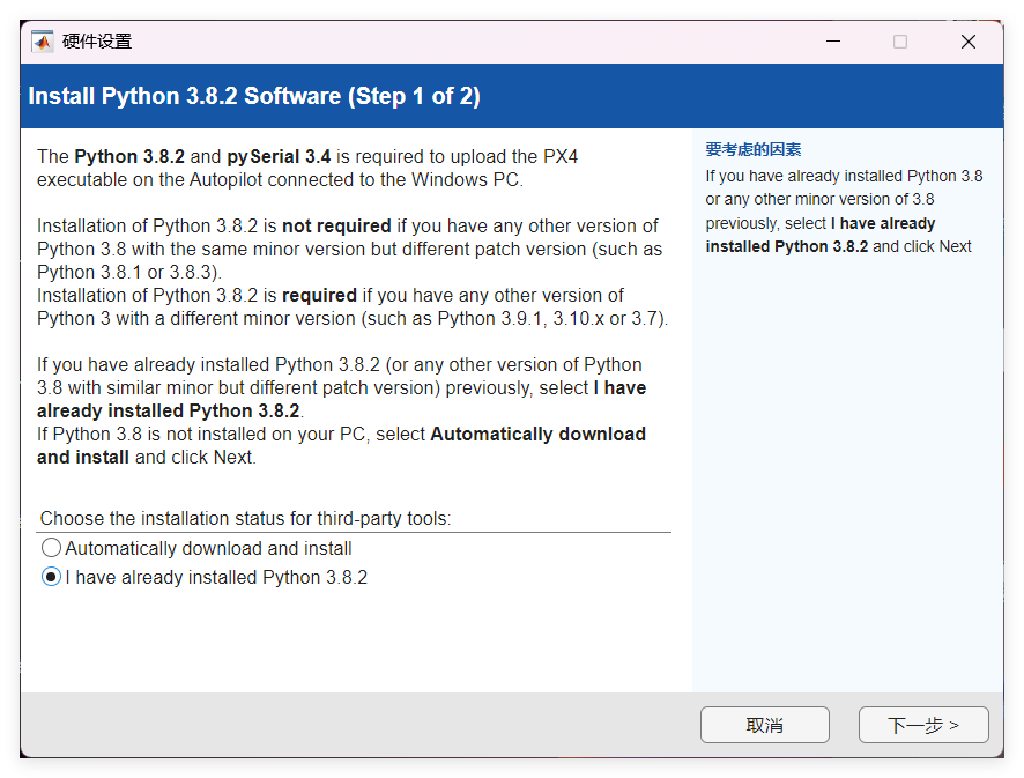 硬件设置
Install Python 3.8.2 Software (Step 1 of 2)
The Python 3.8.2 and pySerial 3.4 is required to upload the PX4
executable on the Autopilot connected to the Windows PC.
Installation of Python 3.8.2 is not required if you have any other version of
Python 3.8 with the same minor version but different patch version (such as
Python 3.8.1 or 3.8.3).
Installation of Python 3.8.2 is required if you have any other version of
Python 3 with a different minor version (such as Python 3.9.1, 3.10.x or 3.7).
If you have already installed Python 3.8.2 (or any other version of Python
3.8 with similar minor but different patch version) previously, select I have
already installed Python 3.8.2.
If Python 3.8 is not installed on your PC, select Automatically download
and install and click Next.
Choose the installation status for third-party tools:
Automatically download and install
I have already installed Python 3.8.2
要考虑的因素
If you have already installed Python 3.8
or any other minor version of 3.8
previously, select I have already
installed Python 3.8.2 and click Next
取消
下一步 >